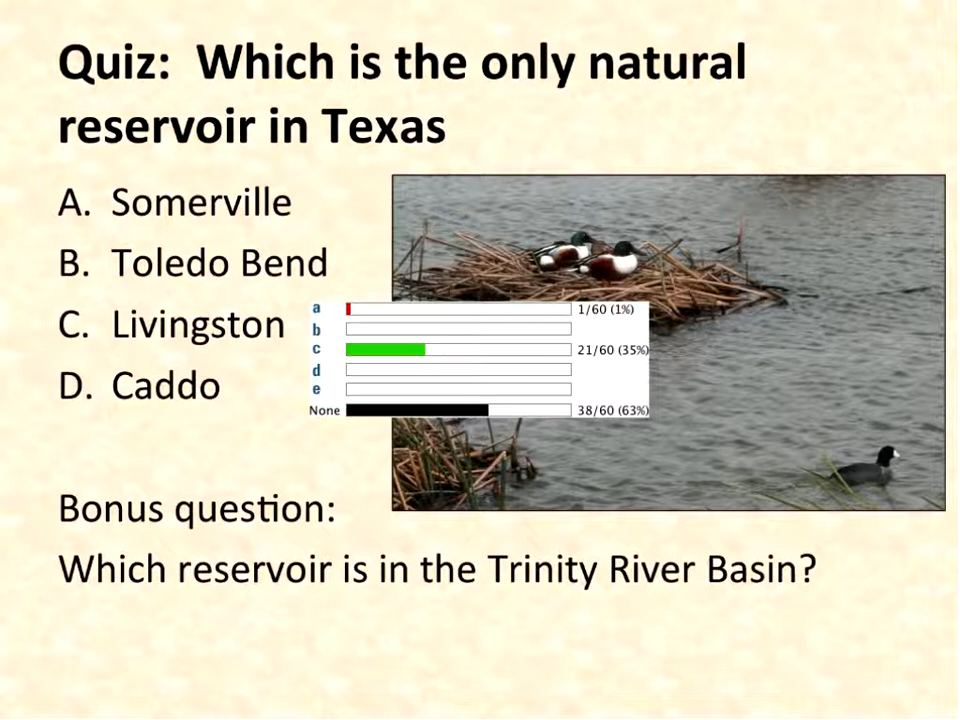 Quiz: Which is the only natural
reservoir in Texas
A. Somerville
B. Toledo Bend
C. Livingston
D. Caddo
a 1/60 (1%)
b
c 21/60 (35%)
d
e
None 38/60 (63%)
Bonus question:
Which reservoir is in the Trinity River Basin?